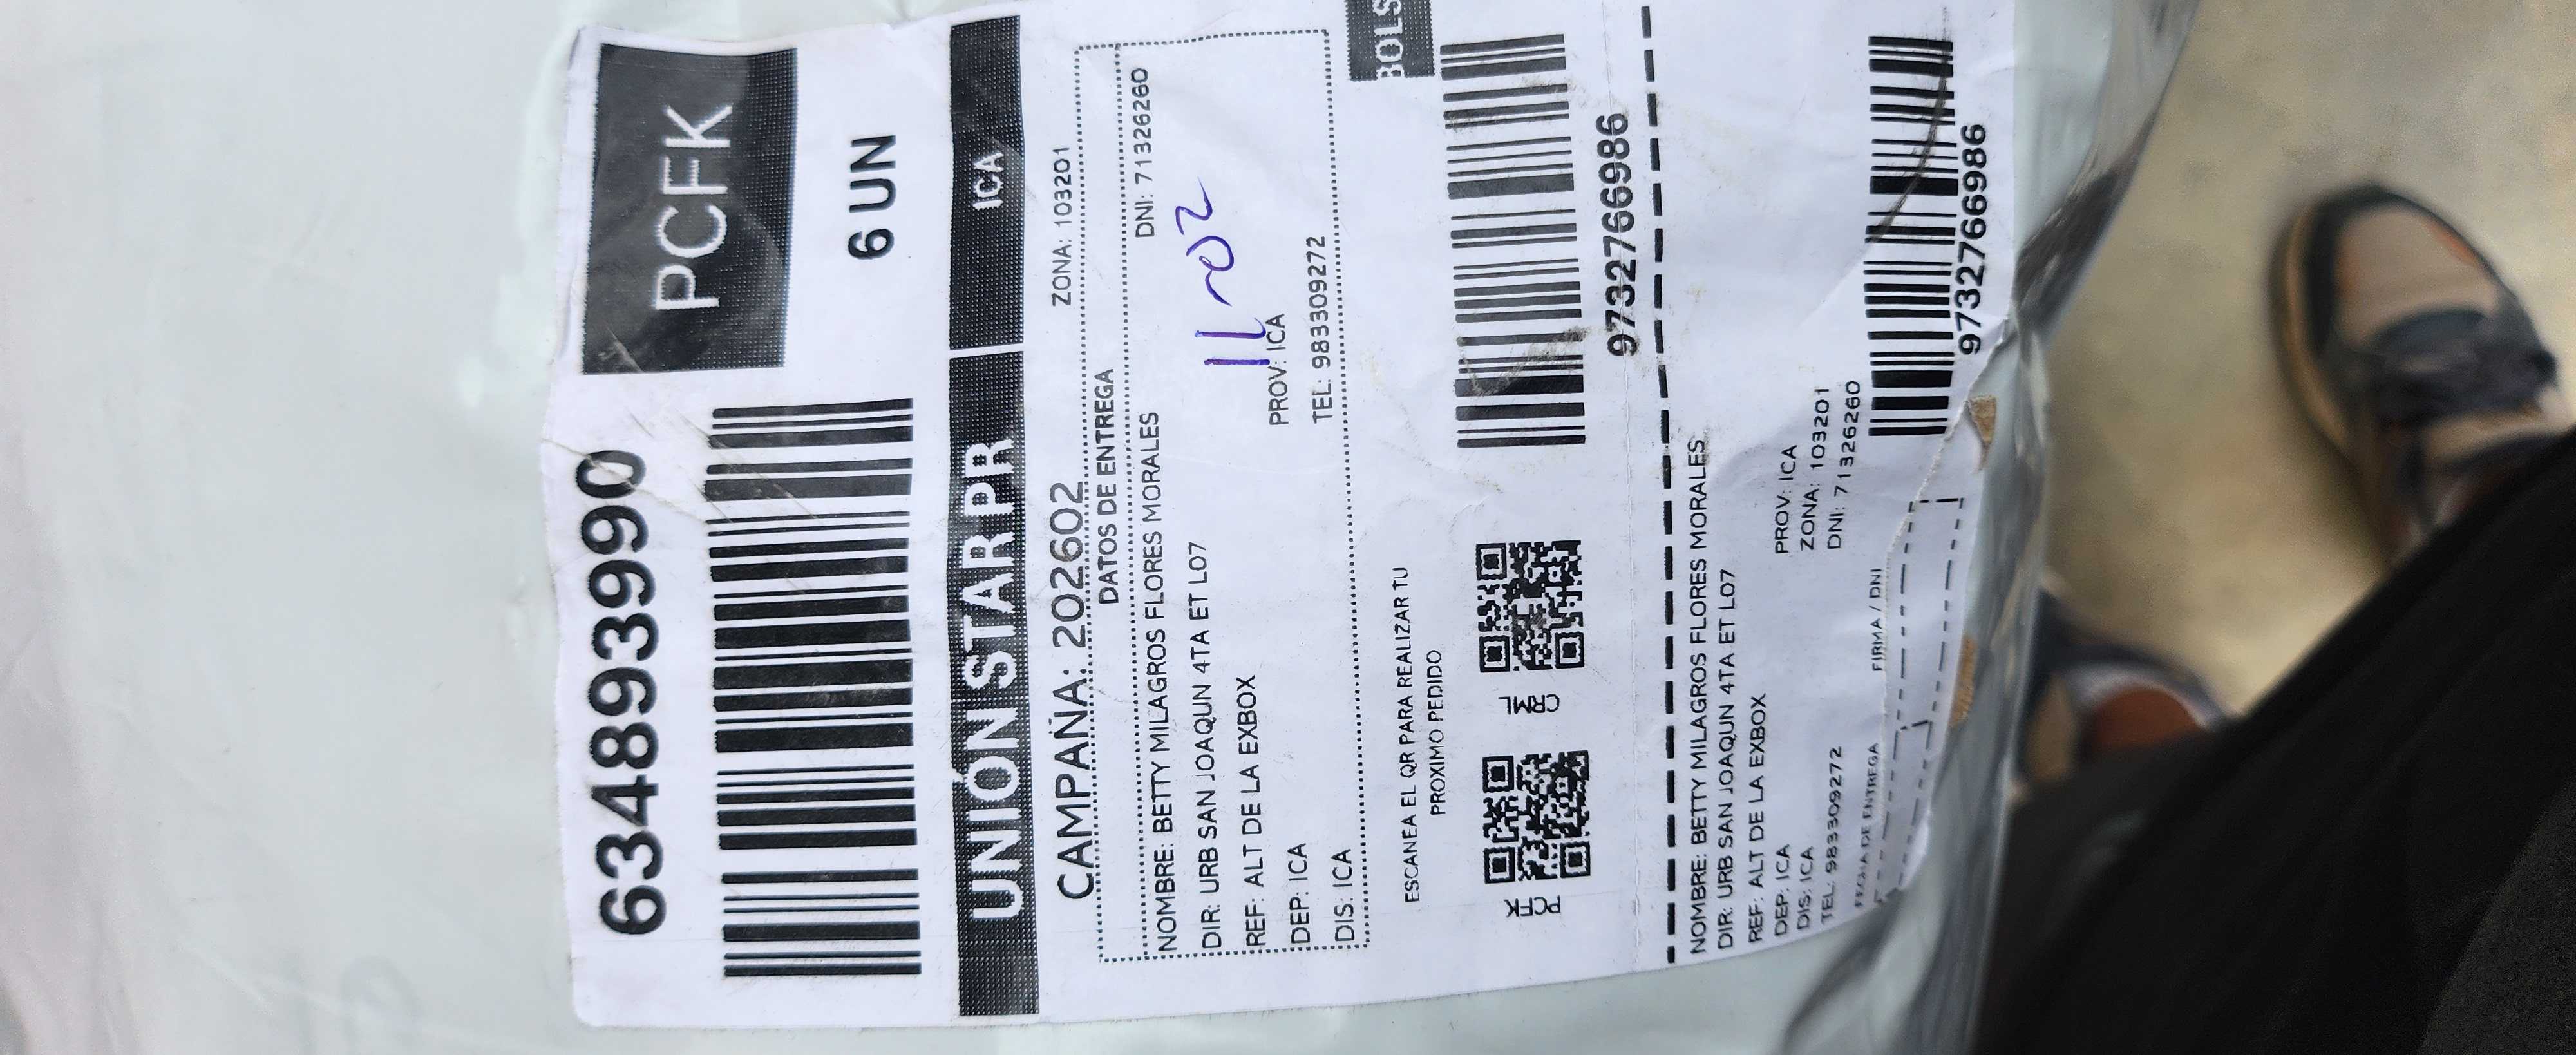 6348939990
PCFK
6 UN
UNIÓN STAR PR
ICA
CAMPAÑA: 202602
ZONA: 103201
DATOS DE ENTREGA
NOMBRE: BETTY MILAGROS FLORES MORALES
DNI: 71326260
DIR: URB SAN JOAQUN 4TA ET L07
11-02
REF: ALT DE LA EXBOX
DEP: ICA
PROV: ICA
DIS: ICA
TEL: 983309272
BOLS
ESCANEA EL QR PARA REALIZAR TU
PROXIMO PEDIDO
PCFK
CRML
9732766986
NOMBRE: BETTY MILAGROS FLORES MORALES
DIR: URB SAN JOAQUN 4TA ET L07
REF: ALT DE LA EXBOX
DEP: ICA
PROV: ICA
DIS: ICA
ZONA: 103201
TEL: 983309272
DNI: 71326260
FECHA DE ENTREGA
FIRMA / DNI
9732766986